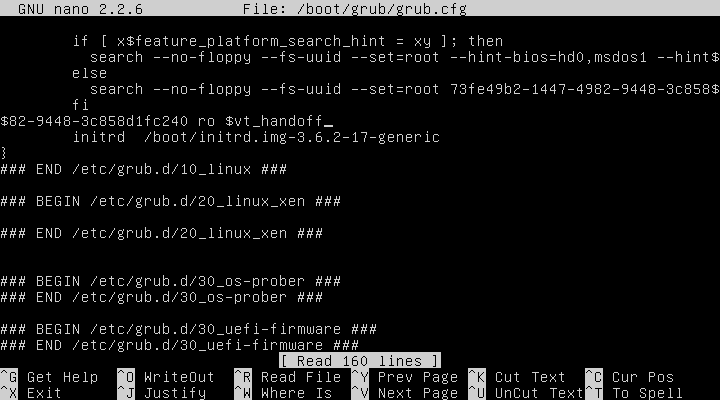 GNU nano 2.2.6 File: /boot/grub/grub.cfg
if [ x$feature_platform_search_hint = xy ]; then
search --no-floppy --fs-uuid --set=root --hint-bios=hd0,msdos1 --hint$
else
search --no-floppy --fs-uuid --set=root 73fe49b2-1447-4982-9448-3c858$
fi
$82-9448-3c858d1fc240 ro $vt_handoff_
initrd /boot/initrd.img-3.6.2-17-generic
}
### END /etc/grub.d/10_linux ###
### BEGIN /etc/grub.d/20_linux_xen ###
### END /etc/grub.d/20_linux_xen ###
### BEGIN /etc/grub.d/30_os-prober ###
### END /etc/grub.d/30_os-prober ###
### BEGIN /etc/grub.d/30_uefi-firmware ###
### END /etc/grub.d/30_uefi-firmware ###
[ Read 160 lines ]
^G Get Help ^O WriteOut ^R Read File ^Y Prev Page ^K Cut Text ^C Cur Pos
^X Exit ^J Justify ^W Where Is ^V Next Page ^U UnCut Text ^T To Spell